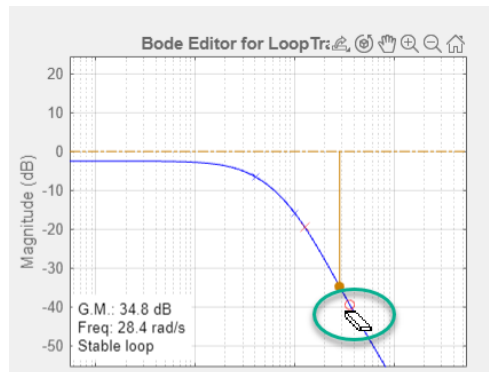 Bode Editor for LoopTra
20
10
0
-10
-20
-30
-40
-50
Magnitude (dB)
G.M.: 34.8 dB
Freq: 28.4 rad/s
Stable loop